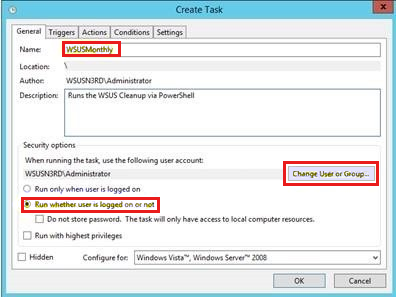 Create Task
x
General Triggers Actions Conditions Settings
Name: WSUSMonthly
Location: \
Author: WSUSN3RD\Administrator
Description: Runs the WSUS Cleanup via PowerShell
Security options
When running the task, use the following user account:
WSUSN3RD\Administrator Change User or Group...
Run only when user is logged on
Run whether user is logged on or not
Do not store password. The task will only have access to local computer resources.
Run with highest privileges
Hidden Configure for: Windows Vista™, Windows Server™ 2008
OK Cancel